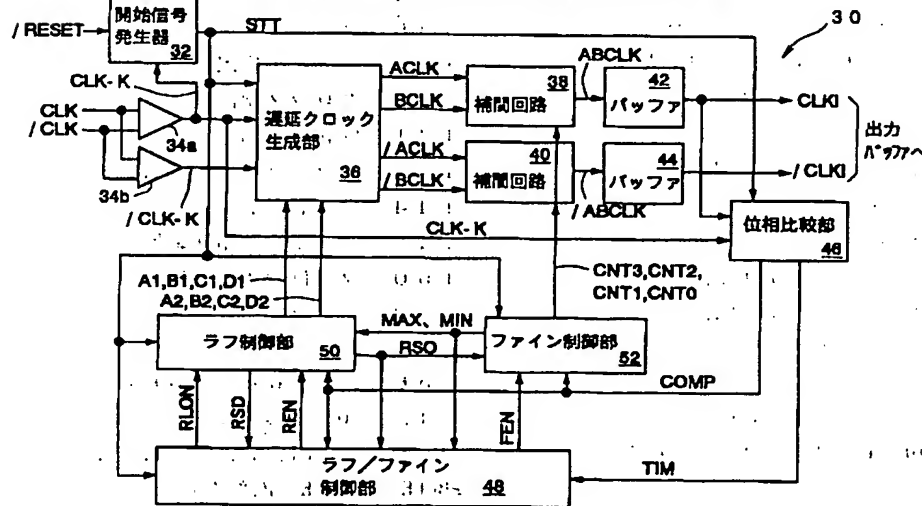 開始信号
発生器
32
/RESET
STT
30
CLK-K
CLK
/CLK
34a
34b
/CLK-K
遅延クロック
生成部
36
ACLK
BCLK
/ACLK
/BCLK
38
補間回路
40
補間回路
ABCLK
/ABCLK
42
バッファ
44
バッファ
CLKI
/CLKI
出力
バッファへ
CLK-K
位相比較部
46
A1,B1,C1,D1
A2,B2,C2,D2
CNT3,CNT2,
CNT1,CNT0
ラフ制御部
50
MAX、MIN
RSO
ファイン制御部
52
COMP
RLON
RSD
REN
FEN
TIM
ラフ/ファイン
制御部
48